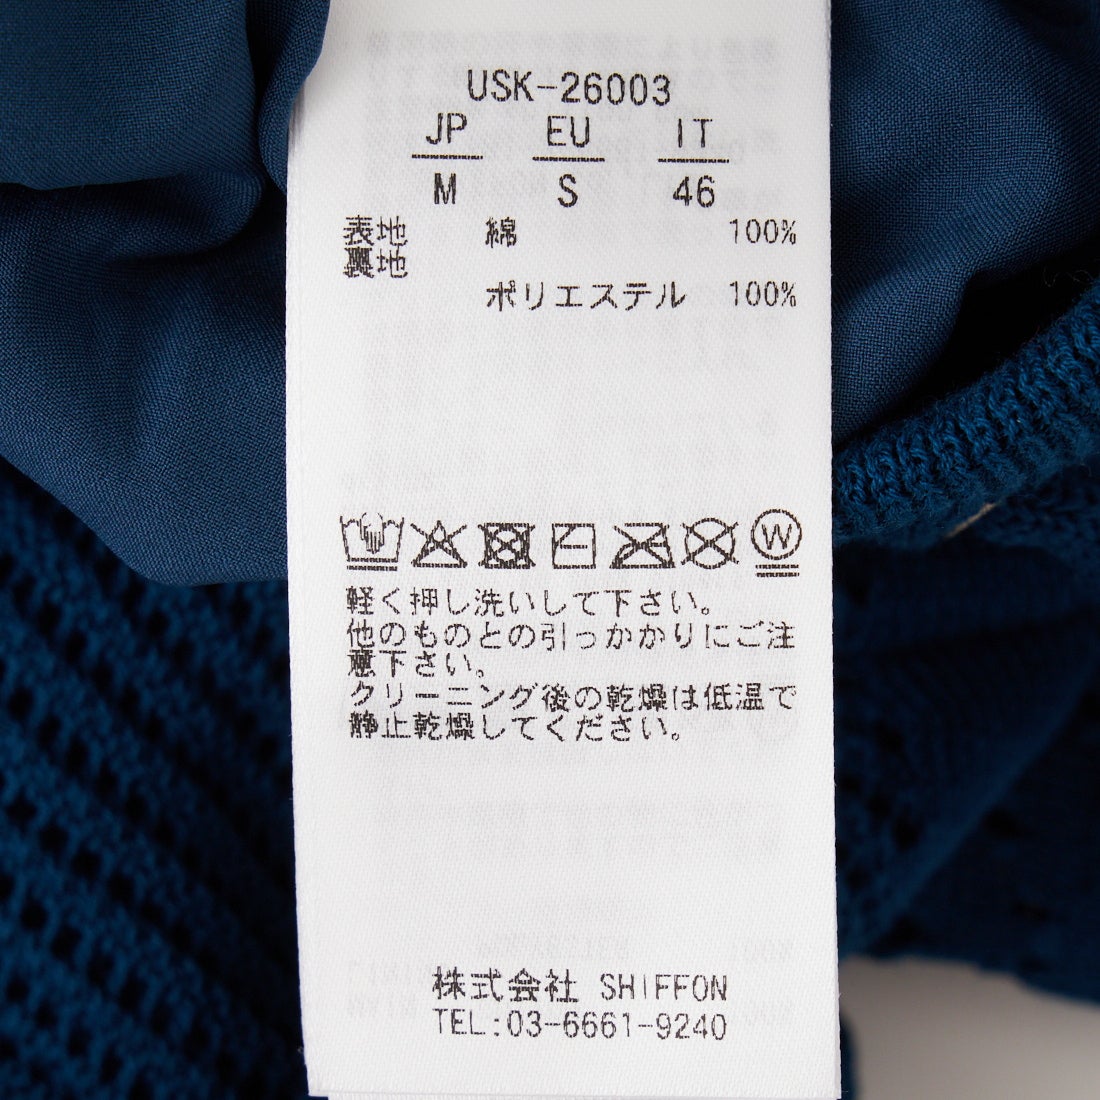 USK-26003
JP EU IT
M S 46
表地 綿 100%
裏地
ポリエステル 100%
W
軽く押し洗いして下さい。
他のものとの引っかかりにご注
意下さい。
クリーニング後の乾燥は低温で
静止乾燥してください。
株式会社 SHIFFON
TEL:03-6661-9240